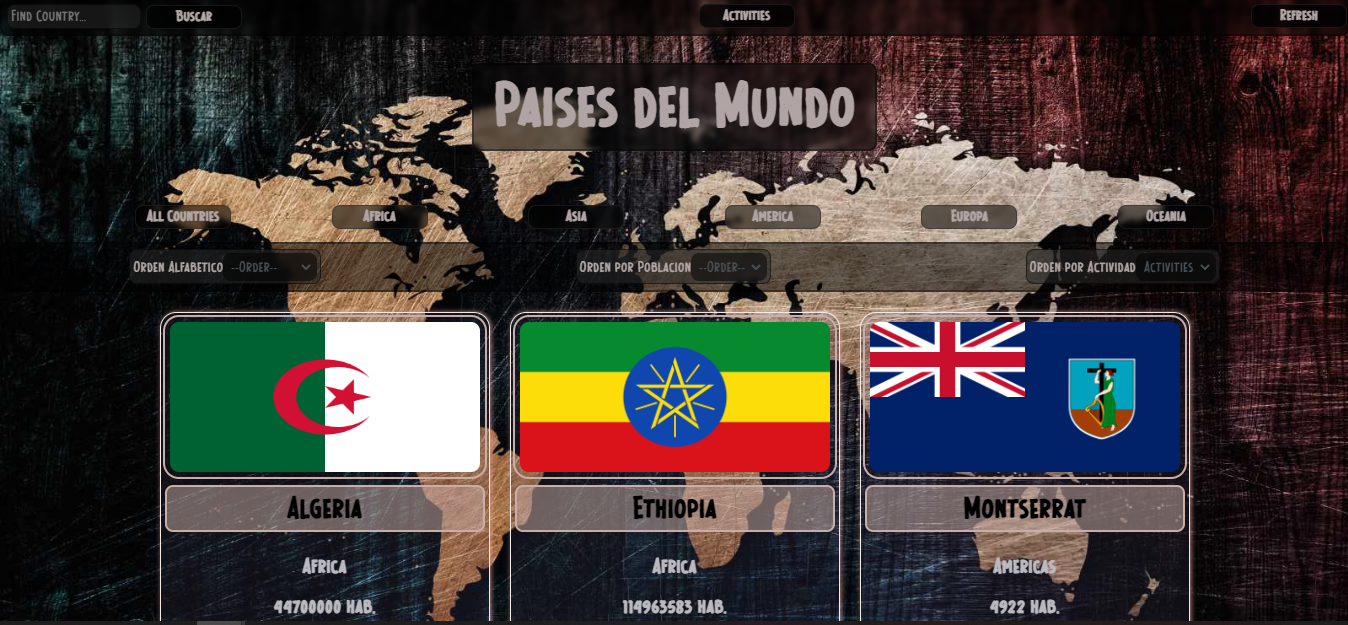 Find Country... Buscar Activities Refresh
Paises del Mundo
All Countries Africa Asia America Europa Oceania
Orden Alfabetico --Order-- Orden por Poblacion --Order-- Orden por Actividad Activities
Algeria Ethiopia Montserrat
Africa Africa Americas
44700000 hab. 114963583 hab. 4922 hab.